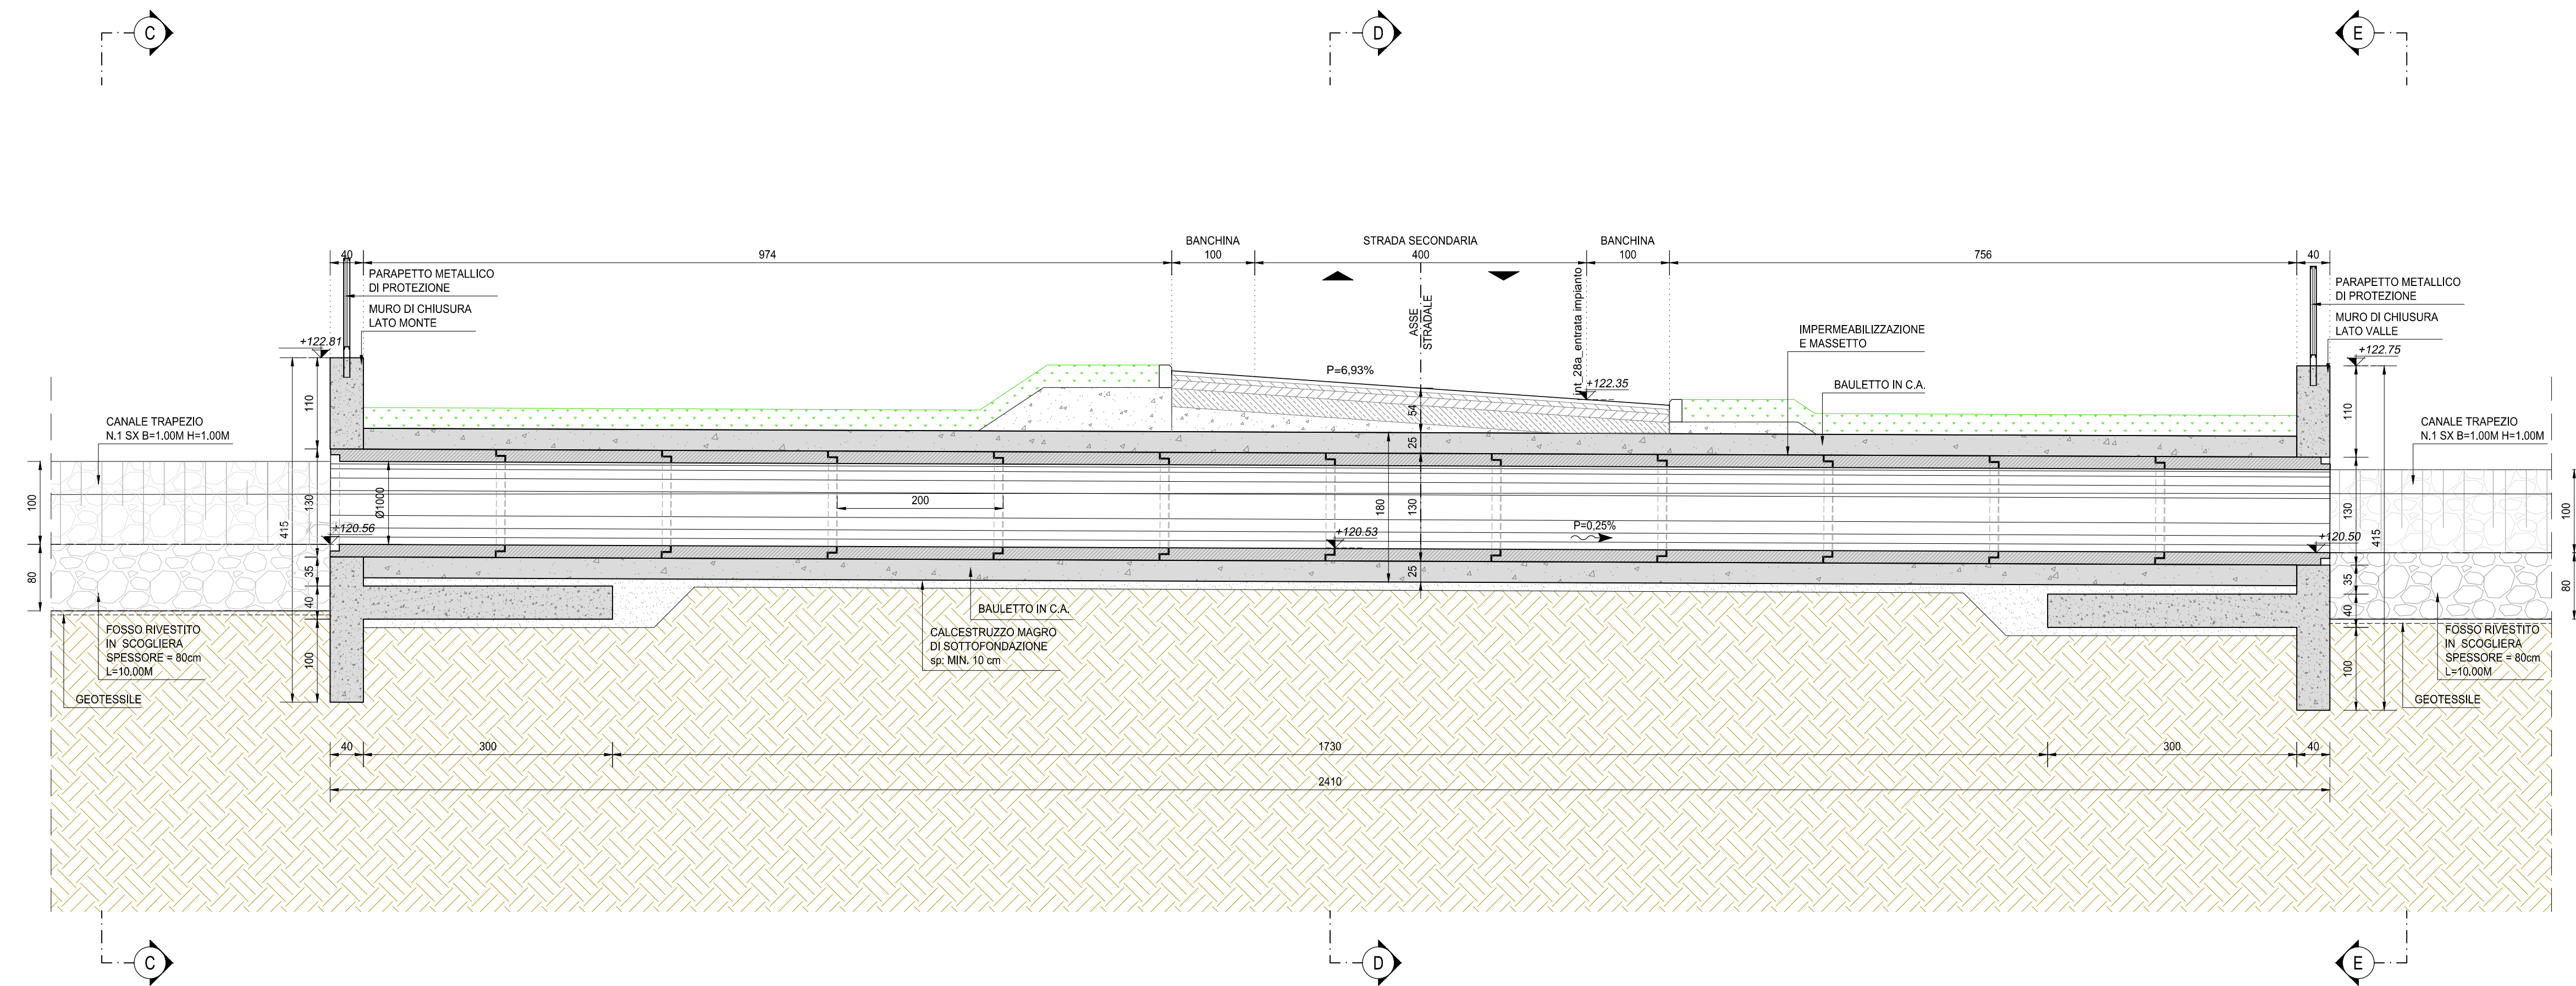 C
D
E
BANCHINA
STRADA SECONDARIA
BANCHINA
40
974
100
400
100
756
40
PARAPETTO METALLICO
DI PROTEZIONE
MURO DI CHIUSURA
LATO MONTE
+122.81
ASSE
STRADALE
int_28a_entrata impianto
P=6,93%
+122.35
IMPERMEABILIZZAZIONE
E MASSETTO
BAULETTO IN C.A.
PARAPETTO METALLICO
DI PROTEZIONE
MURO DI CHIUSURA
LATO VALLE
+122.75
CANALE TRAPEZIO
N.1 SX B=1.00M H=1.00M
CANALE TRAPEZIO
N.1 SX B=1.00M H=1.00M
110
54
25
110
100
130
415
Ø1000
200
180
130
P=0,25%
130
415
100
+120.56
+120.53
+120.50
80
35
40
100
25
35
40
100
80
BAULETTO IN C.A.
CALCESTRUZZO MAGRO
DI SOTTOFONDAZIONE
sp: MIN. 10 cm
FOSSO RIVESTITO
IN SCOGLIERA
SPESSORE = 80cm
L=10.00M
GEOTESSILE
FOSSO RIVESTITO
IN SCOGLIERA
SPESSORE = 80cm
L=10.00M
GEOTESSILE
40
300
1730
300
40
2410
C
D
E